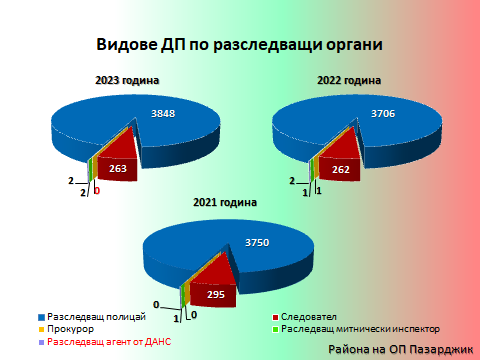 Видове ДП по разследващи органи
2023 година
2022 година
3848
3706
263
262
2
2
0
2
1
1
2021 година
3750
295
0
1
0
Разследващ полицай
Следовател
Прокурор
Раследващ митнически инспектор
Разследващ агент от ДАНС
Района на ОП Пазарджик